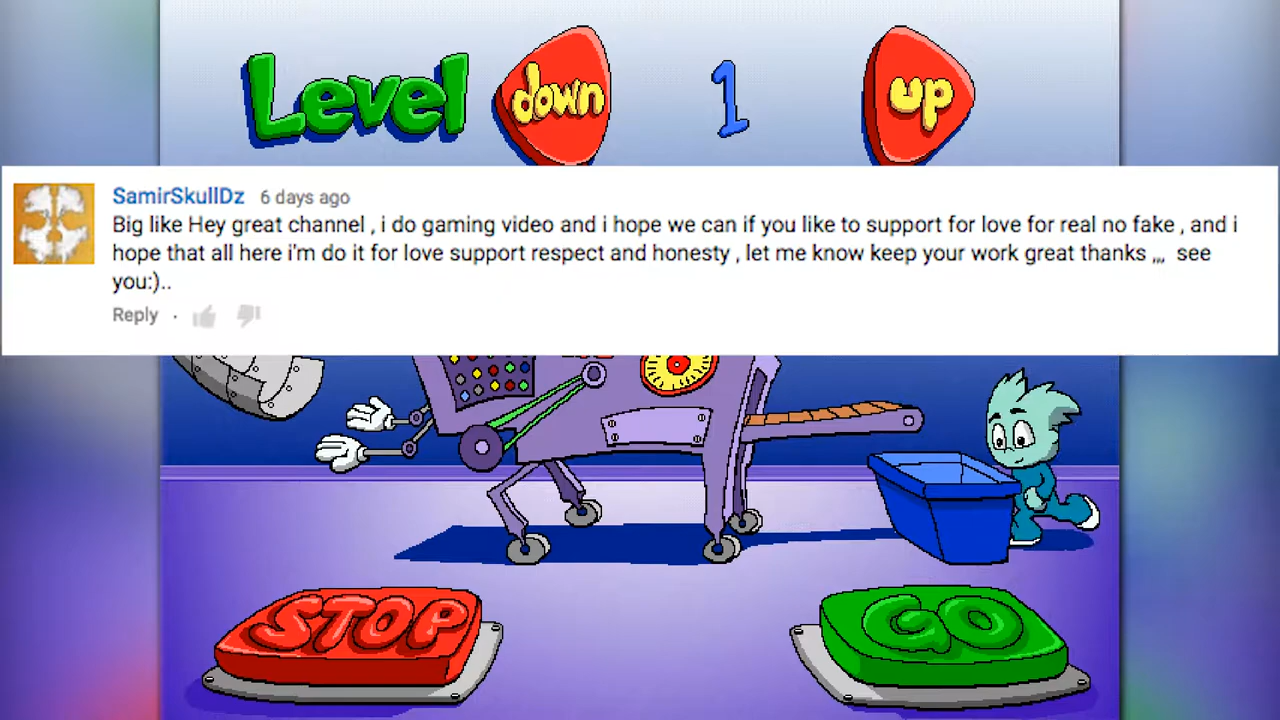 Level down 1 up
SamirSkullDz 6 days ago
Big like Hey great channel , i do gaming video and i hope we can if you like to support for love for real no fake , and i
hope that all here i'm do it for love support respect and honesty , let me know keep your work great thanks ,,, see
you:)..
Reply ·
STOP GO